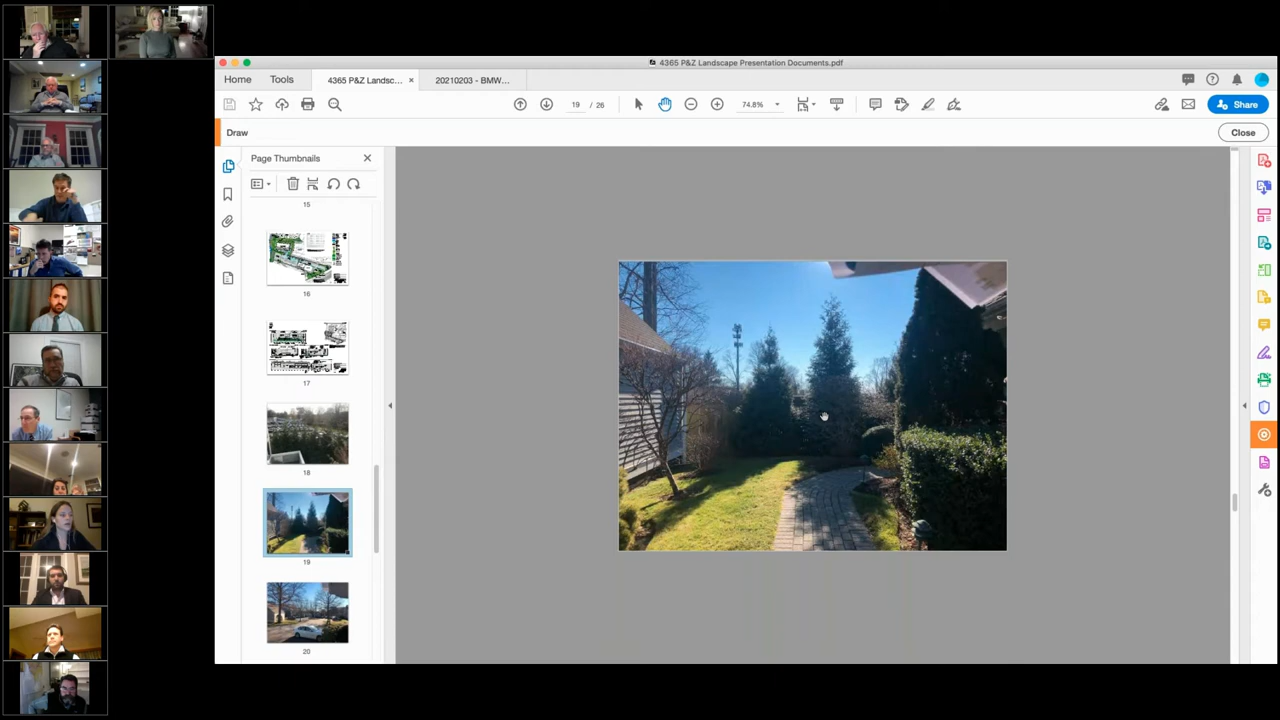 4365 P&Z Landscape Presentation Documents.pdf
Home
Tools
4365 P&Z Landsc... ×
20210203 - BMW...
19 / 26
74.8%
Share
Draw
Close
Page Thumbnails
15
16
17
18
19
20